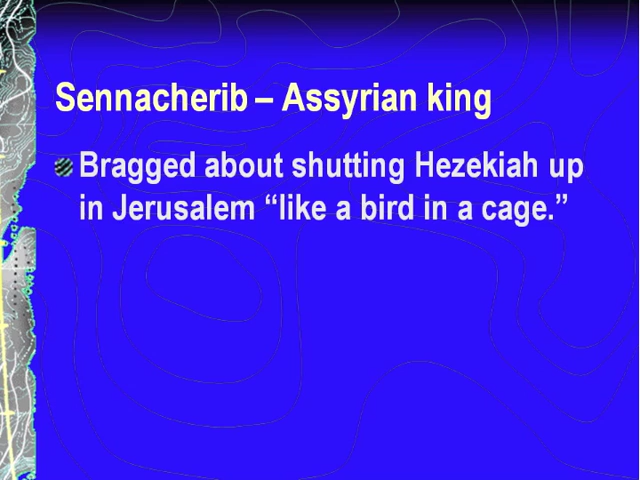 Sennacherib – Assyrian king
Bragged about shutting Hezekiah up
in Jerusalem “like a bird in a cage.”